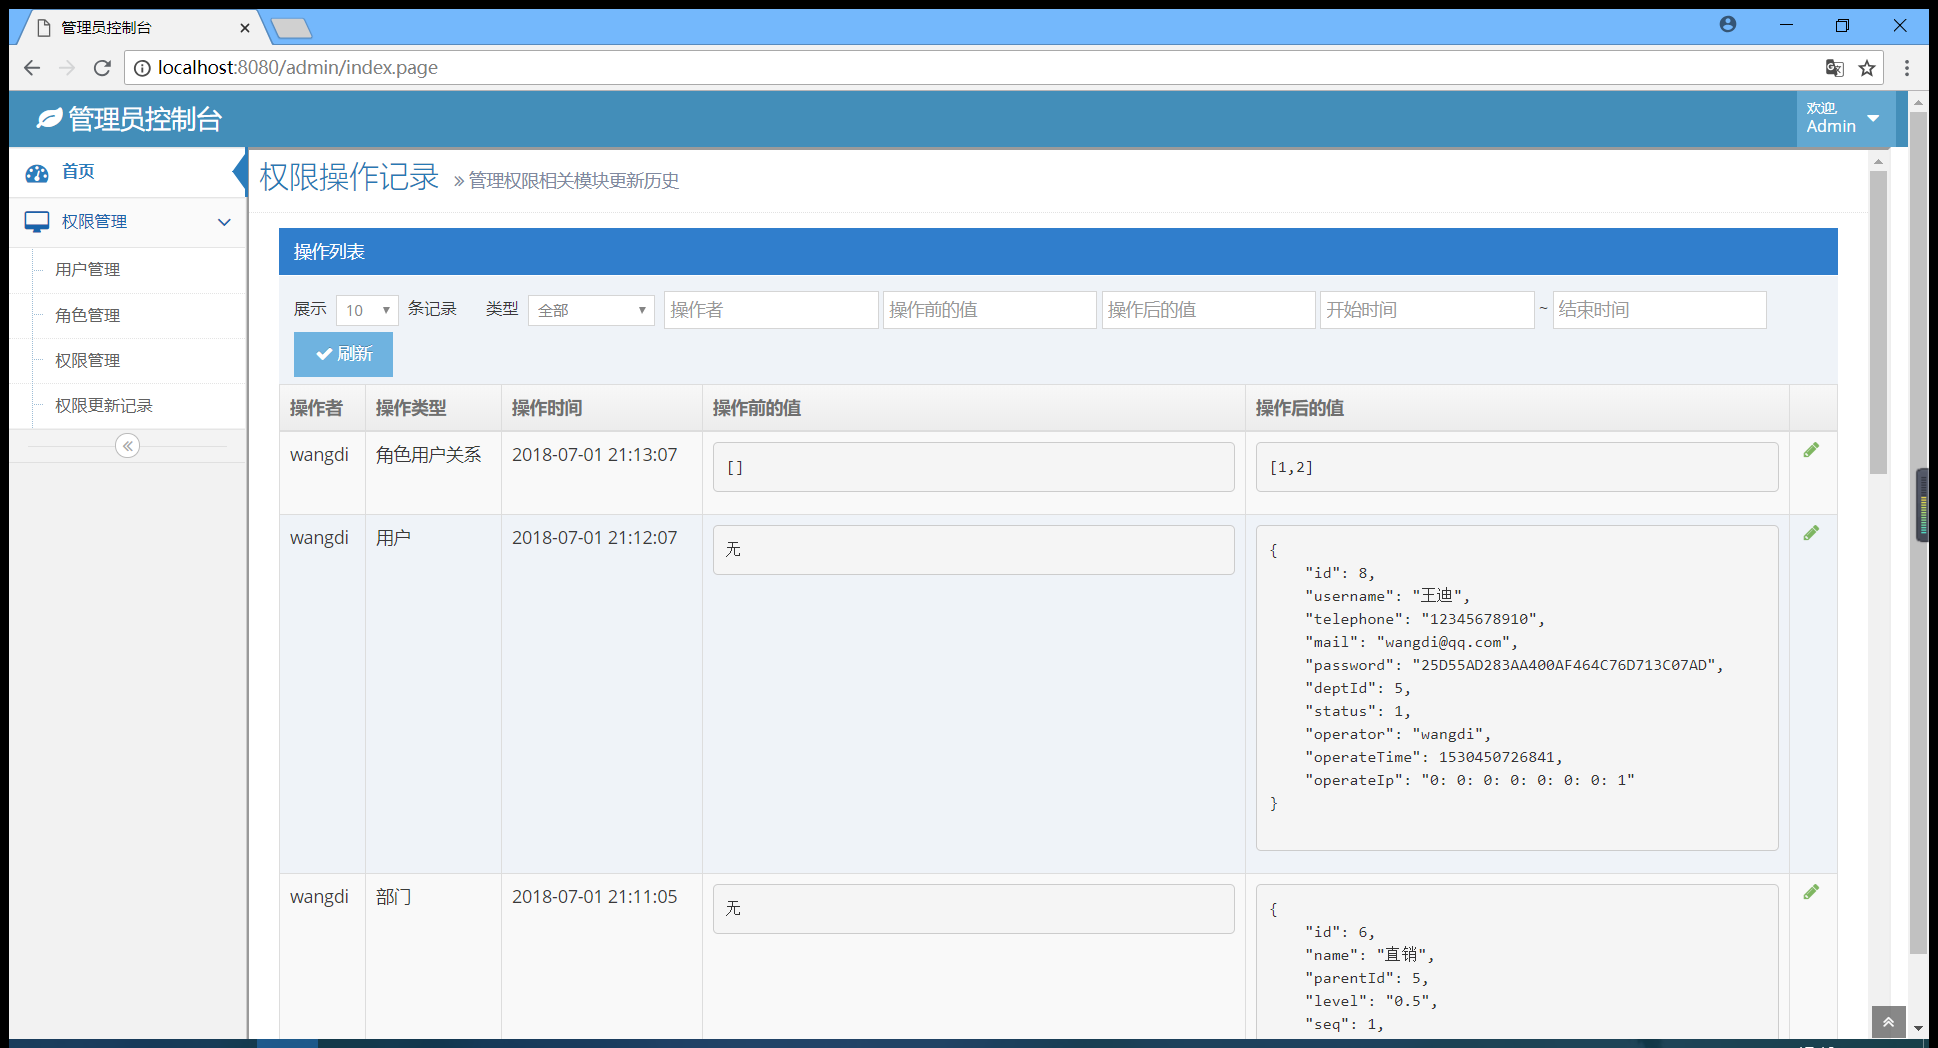 管理员控制台
localhost:8080/admin/index.page
管理员控制台
欢迎,
Admin
首页
权限管理
用户管理
角色管理
权限管理
权限更新记录
权限操作记录 » 管理权限相关模块更新历史
操作列表
展示 10 条记录 类型 全部 操作者 操作前的值 操作后的值 开始时间 ~ 结束时间
刷新
操作者 操作类型 操作时间 操作前的值 操作后的值
wangdi 角色用户关系 2018-07-01 21:13:07 [] [1,2]
wangdi 用户 2018-07-01 21:12:07 无
{
"id": 8,
"username": "王迪",
"telephone": "12345678910",
"mail": "wangdi@qq.com",
"password": "25D55AD283AA400AF464C76D713C07AD",
"deptId": 5,
"status": 1,
"operator": "wangdi",
"operateTime": 1530450726841,
"operateIp": "0: 0: 0: 0: 0: 0: 0: 1"
}
wangdi 部门 2018-07-01 21:11:05 无
{
"id": 6,
"name": "直销",
"parentId": 5,
"level": "0.5",
"seq": 1,